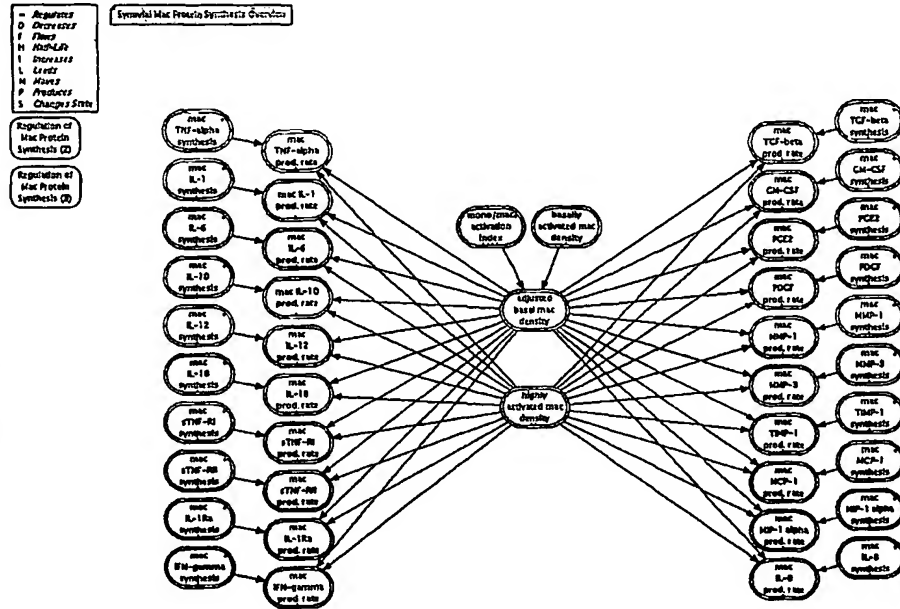 = Regulates
D Decreases
F Flows
H Half-Life
I Increases
L Leads
M Moves
P Produces
S Changes State
Synovial Mac Protein Synthesis Overview
Regulation of
Mac Protein
Synthesis (2)
Regulation of
Mac Protein
Synthesis (3)
mac
TNF-alpha
synthesis
mac
TNF-alpha
prod. rate
mac
IL-1
synthesis
mac IL-1
prod. rate
mac
IL-6
synthesis
mac
IL-6
prod. rate
mac
IL-10
synthesis
mac IL-10
prod. rate
mac
IL-12
synthesis
mac
IL-12
prod. rate
mac
IL-18
synthesis
mac
IL-18
prod. rate
mac
sTNF-RI
synthesis
mac
sTNF-RI
prod. rate
mac
sTNF-RII
synthesis
mac
sTNF-RII
prod. rate
mac
IL-1Ra
synthesis
mac
IL-1Ra
prod. rate
mac
IFN-gamma
synthesis
mac
IFN-gamma
prod. rate
mono/mac
activation
index
basally
activated mac
density
adjusted
basal mac
density
highly
activated mac
density
mac
TGF-beta
prod. rate
mac
TGF-beta
synthesis
mac
GM-CSF
prod. rate
mac
GM-CSF
synthesis
mac
PGE2
prod. rate
mac
PGE2
synthesis
mac
PDGF
prod. rate
mac
PDGF
synthesis
mac
MMP-1
prod. rate
mac
MMP-1
synthesis
mac
MMP-3
prod. rate
mac
MMP-3
synthesis
mac
TIMP-1
prod. rate
mac
TIMP-1
synthesis
mac
MCP-1
prod. rate
mac
MCP-1
synthesis
mac
MIP-1 alpha
prod. rate
mac
MIP-1 alpha
synthesis
mac
IL-8
prod. rate
mac
IL-8
synthesis